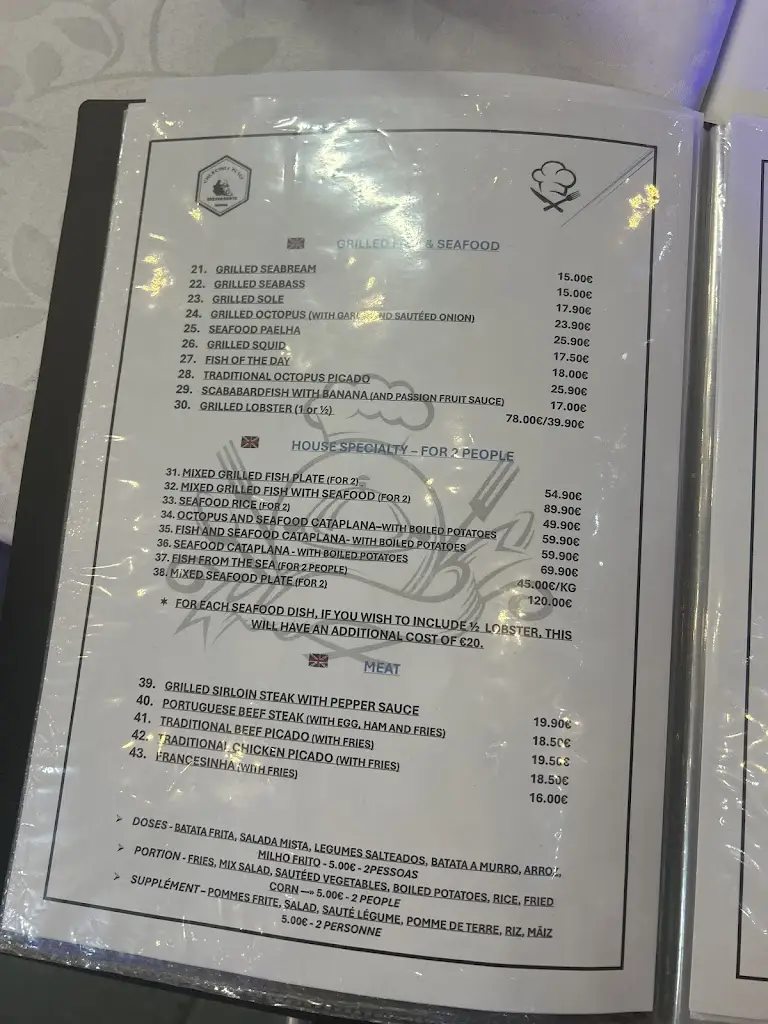 GRILLED & SEAFOOD
21. GRILLED SEABREAM 15.00€
22. GRILLED SEABASS 15.00€
23. GRILLED SOLE 17.90€
24. GRILLED OCTOPUS (WITH SAUTÉED ONION) 23.90€
25. SEAFOOD PAELHA 25.90€
26. GRILLED SQUID 17.50€
27. FISH OF THE DAY 18.00€
28. TRADITIONAL OCTOPUS PICADO 25.90€
29. SCABABARDFISH WITH BANANA (AND PASSION FRUIT SAUCE) 17.00€
30. GRILLED LOBSTER (1 or ½) 78.00€/39.90€
HOUSE SPECIALTY – FOR 2 PEOPLE
31. MIXED GRILLED FISH PLATE (FOR 2) 54.90€
32. MIXED GRILLED FISH WITH SEAFOOD (FOR 2) 89.90€
33. SEAFOOD RICE (FOR 2) 49.90€
34. OCTOPUS AND SEAFOOD CATAPLANA–WITH BOILED POTATOES 59.90€
35. FISH AND SEAFOOD CATAPLANA- WITH BOILED POTATOES 59.90€
36. SEAFOOD CATAPLANA - WITH BOILED POTATOES 69.90€
37. FISH FROM THE SEA (FOR 2 PEOPLE) 45.00€/KG
38. MIXED SEAFOOD PLATE (FOR 2) 120.00€
* FOR EACH SEAFOOD DISH, IF YOU WISH TO INCLUDE ½ LOBSTER, THIS
WILL HAVE AN ADDITIONAL COST OF €20.
MEAT
39. GRILLED SIRLOIN STEAK WITH PEPPER SAUCE 19.90€
40. PORTUGUESE BEEF STEAK (WITH EGG, HAM AND FRIES) 18.50€
41. TRADITIONAL BEEF PICADO (WITH FRIES) 19.50€
42. TRADITIONAL CHICKEN PICADO (WITH FRIES) 18.50€
43. FRANCESINHA (WITH FRIES) 16.00€
➢ DOSES - BATATA FRITA, SALADA MISTA, LEGUMES SALTEADOS, BATATA A MURRO, ARROZ,
MILHO FRITO - 5.00€ - 2PESSOAS
➢ PORTION - FRIES, MIX SALAD, SAUTÉED VEGETABLES, BOILED POTATOES, RICE, FRIED
CORN —» 5.00€ - 2 PEOPLE
➢ SUPPLÉMENT – POMMES FRITE, SALAD, SAUTÉ LÉGUME, POMME DE TERRE, RIZ, MÂIZ
5.00€ - 2 PERSONNE